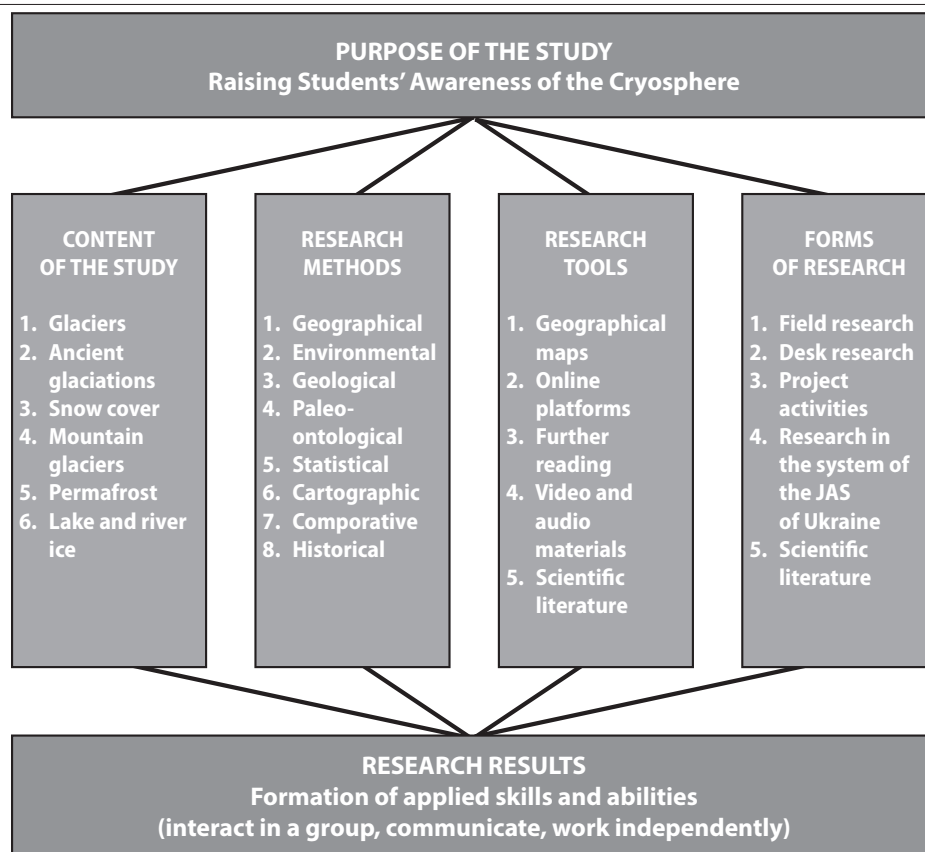 PURPOSE OF THE STUDY
Raising Students’ Awareness of the Cryosphere
CONTENT
OF THE STUDY
1. Glaciers
2. Ancient
glaciations
3. Snow cover
4. Mountain
glaciers
5. Permafrost
6. Lake and river
ice
RESEARCH
METHODS
1. Geographical
2. Environmental
3. Geological
4. Paleo-
ontological
5. Statistical
6. Cartographic
7. Comporative
8. Historical
RESEARCH
TOOLS
1. Geographical
maps
2. Online
platforms
3. Further
reading
4. Video and
audio
materials
5. Scientific
literature
FORMS
OF RESEARCH
1. Field research
2. Desk research
3. Project
activities
4. Research in
the system of
the JAS
of Ukraine
5. Scientific
literature
RESEARCH RESULTS
Formation of applied skills and abilities
(interact in a group, communicate, work independently)